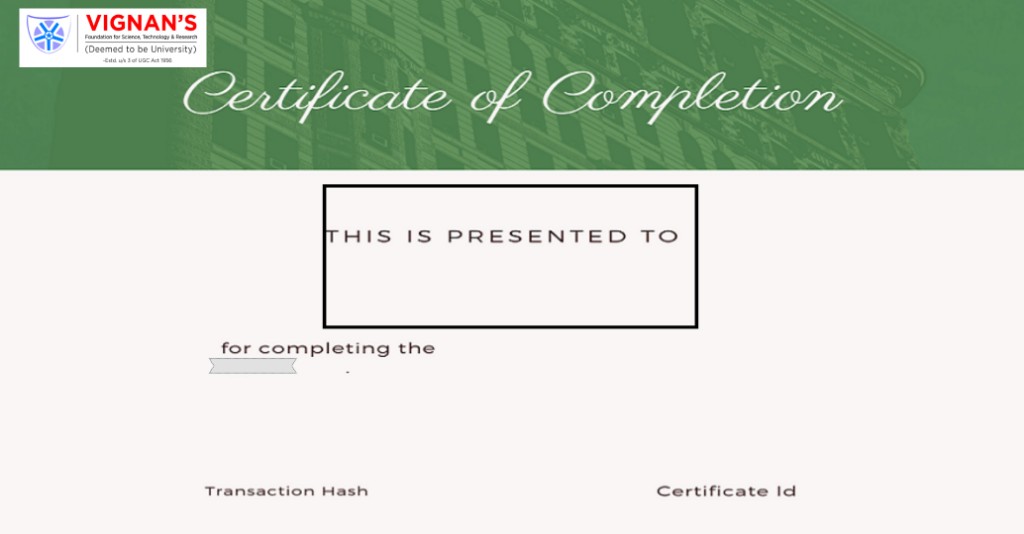 VIGNAN'S
Foundation for Science, Technology & Research
(Deemed to be University)
-Estd. u/s 3 of UGC Act 1956
Certificate of Completion
THIS IS PRESENTED TO
for completing the
Transaction Hash
Certificate Id